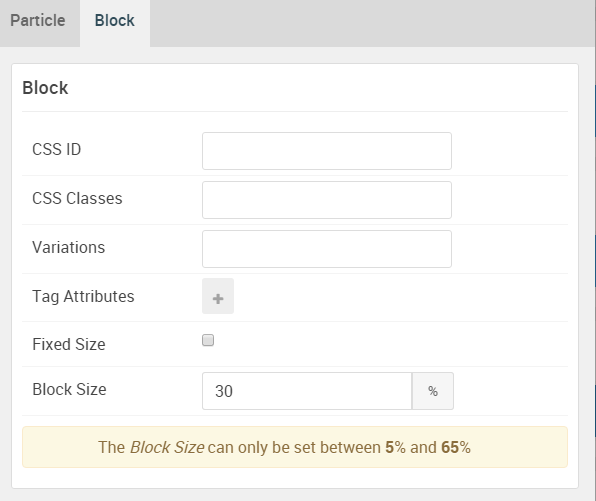 Particle Block
Block
CSS ID
CSS Classes
Variations
Tag Attributes +
Fixed Size
Block Size 30 %
The Block Size can only be set between 5% and 65%